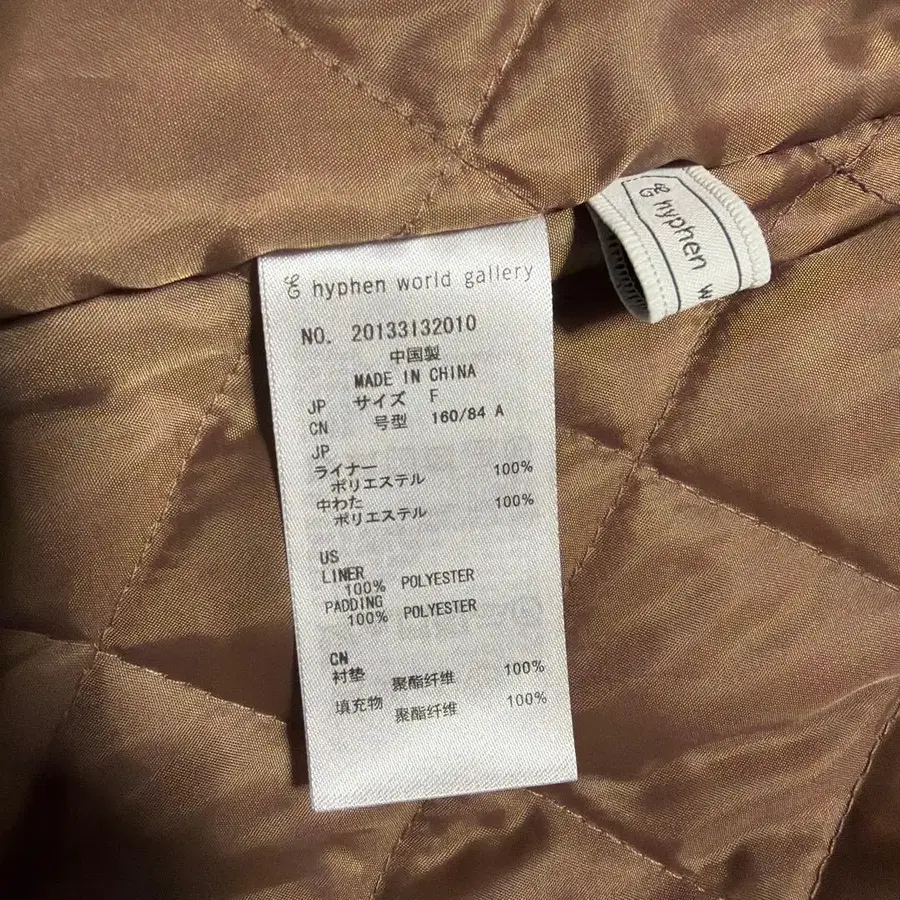 hyphen world gallery
NO. 20133132010
中国製
MADE IN CHINA
JP サイズ F
CN 号型 160/84 A
JP
ライナー
ポリエステル 100%
中わた
ポリエステル 100%
US
LINER
100% POLYESTER
PADDING
100% POLYESTER
CN
衬垫
聚酯纤维 100%
填充物
聚酯纤维 100%
hyphen w